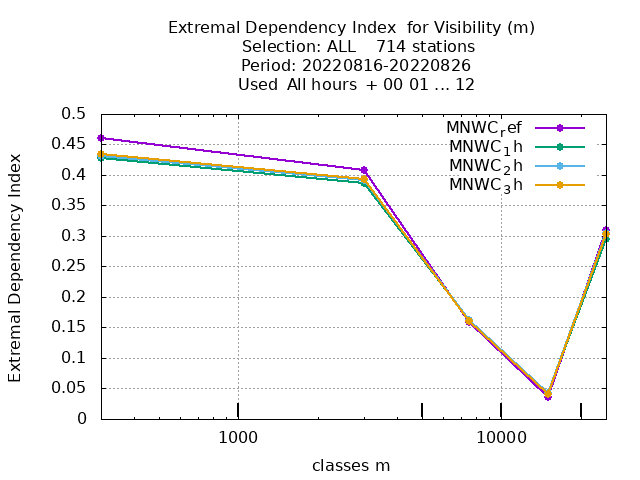 Extremal Dependency Index  for Visibility (m)
Selection: ALL    714 stations
Period: 20220816-20220826
Used  All hours  + 00 01 ... 12
0.5
0.45
0.4
0.35
0.3
0.25
0.2
0.15
0.1
0.05
0
Extremal Dependency Index
MNWC_ref
MNWC_1h
MNWC_2h
MNWC_3h
1000 10000
classes m